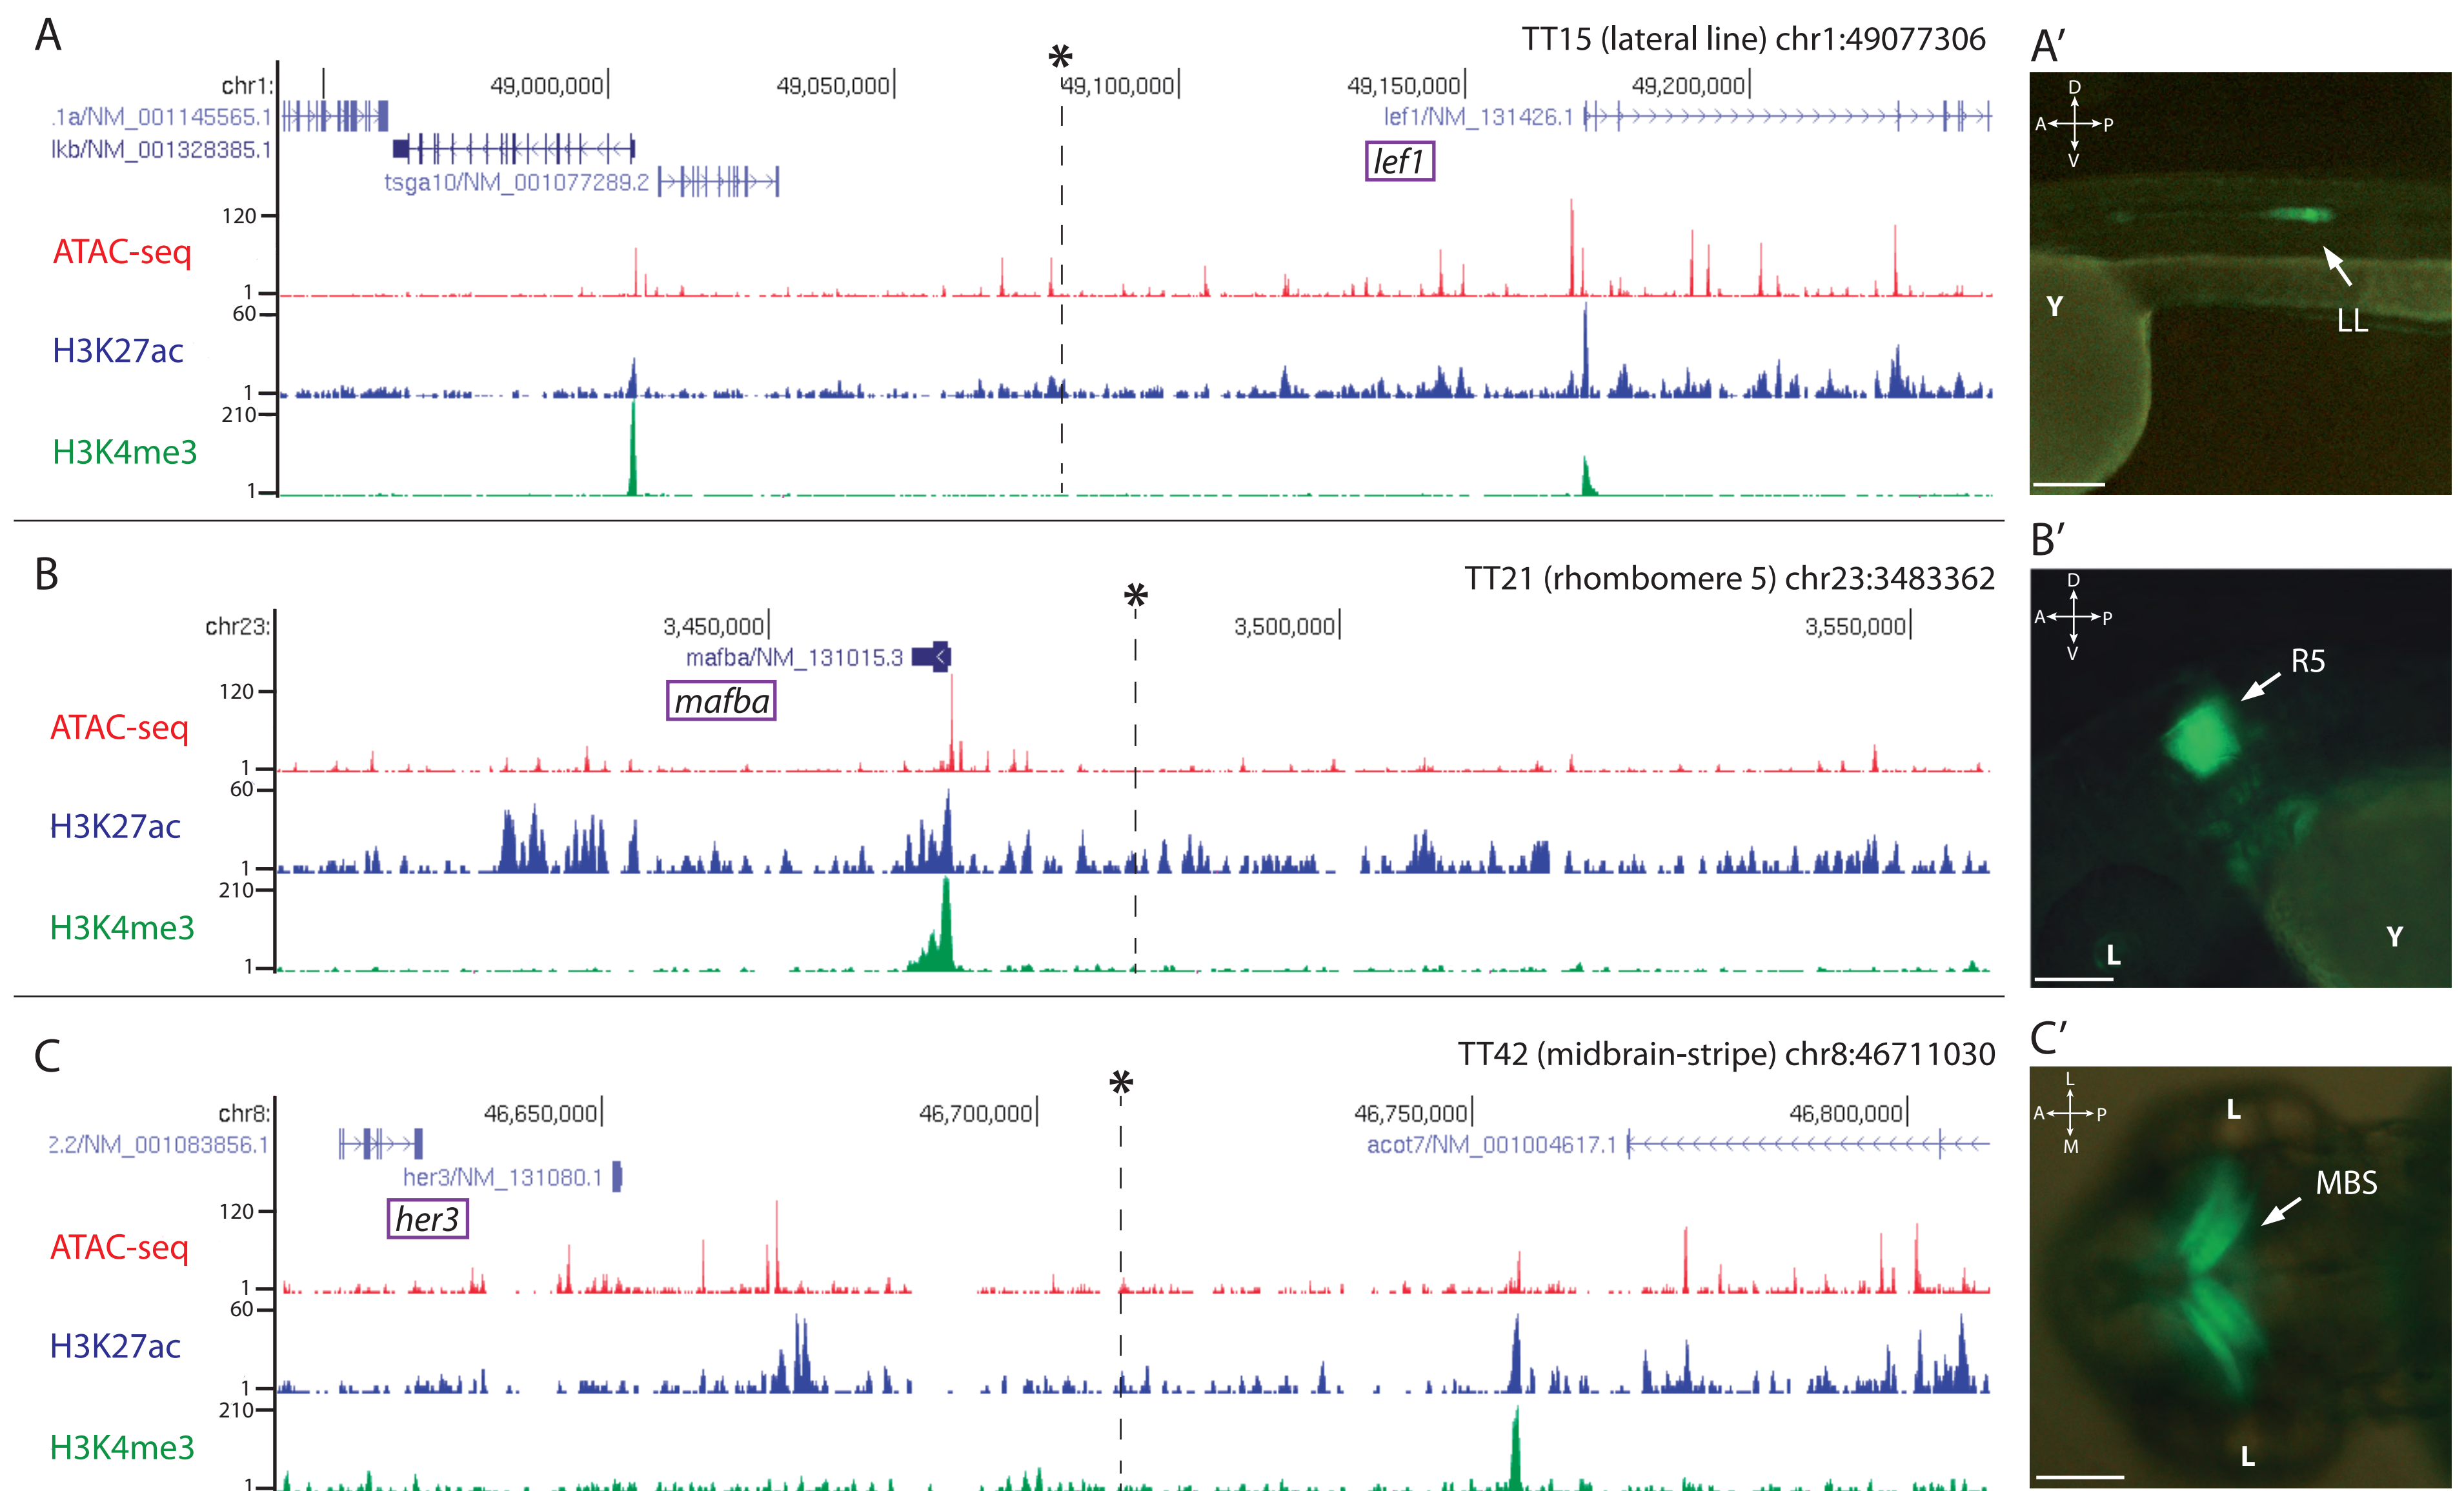 A
TT15 (lateral line) chr1:49077306
*
chr1:
49,000,000
49,050,000
49,100,000
49,150,000
49,200,000
.1a/NM_001145565.1
lkb/NM_001328385.1
tsga10/NM_001077289.2
lef1/NM_131426.1
lef1
120
ATAC-seq
1
60
H3K27ac
1
210
H3K4me3
1
A′
D
A
P
V
Y
LL
B
TT21 (rhombomere 5) chr23:3483362
*
chr23:
3,450,000
3,500,000
3,550,000
mafba/NM_131015.3
mafba
120
ATAC-seq
1
60
H3K27ac
1
210
H3K4me3
1
B′
D
A
P
V
R5
Y
L
C
TT42 (midbrain-stripe) chr8:46711030
*
chr8:
46,650,000
46,700,000
46,750,000
46,800,000
2.2/NM_001083856.1
her3/NM_131080.1
acot7/NM_001004617.1
her3
120
ATAC-seq
1
60
H3K27ac
1
210
H3K4me3
1
C′
L
A
P
M
L
MBS
L